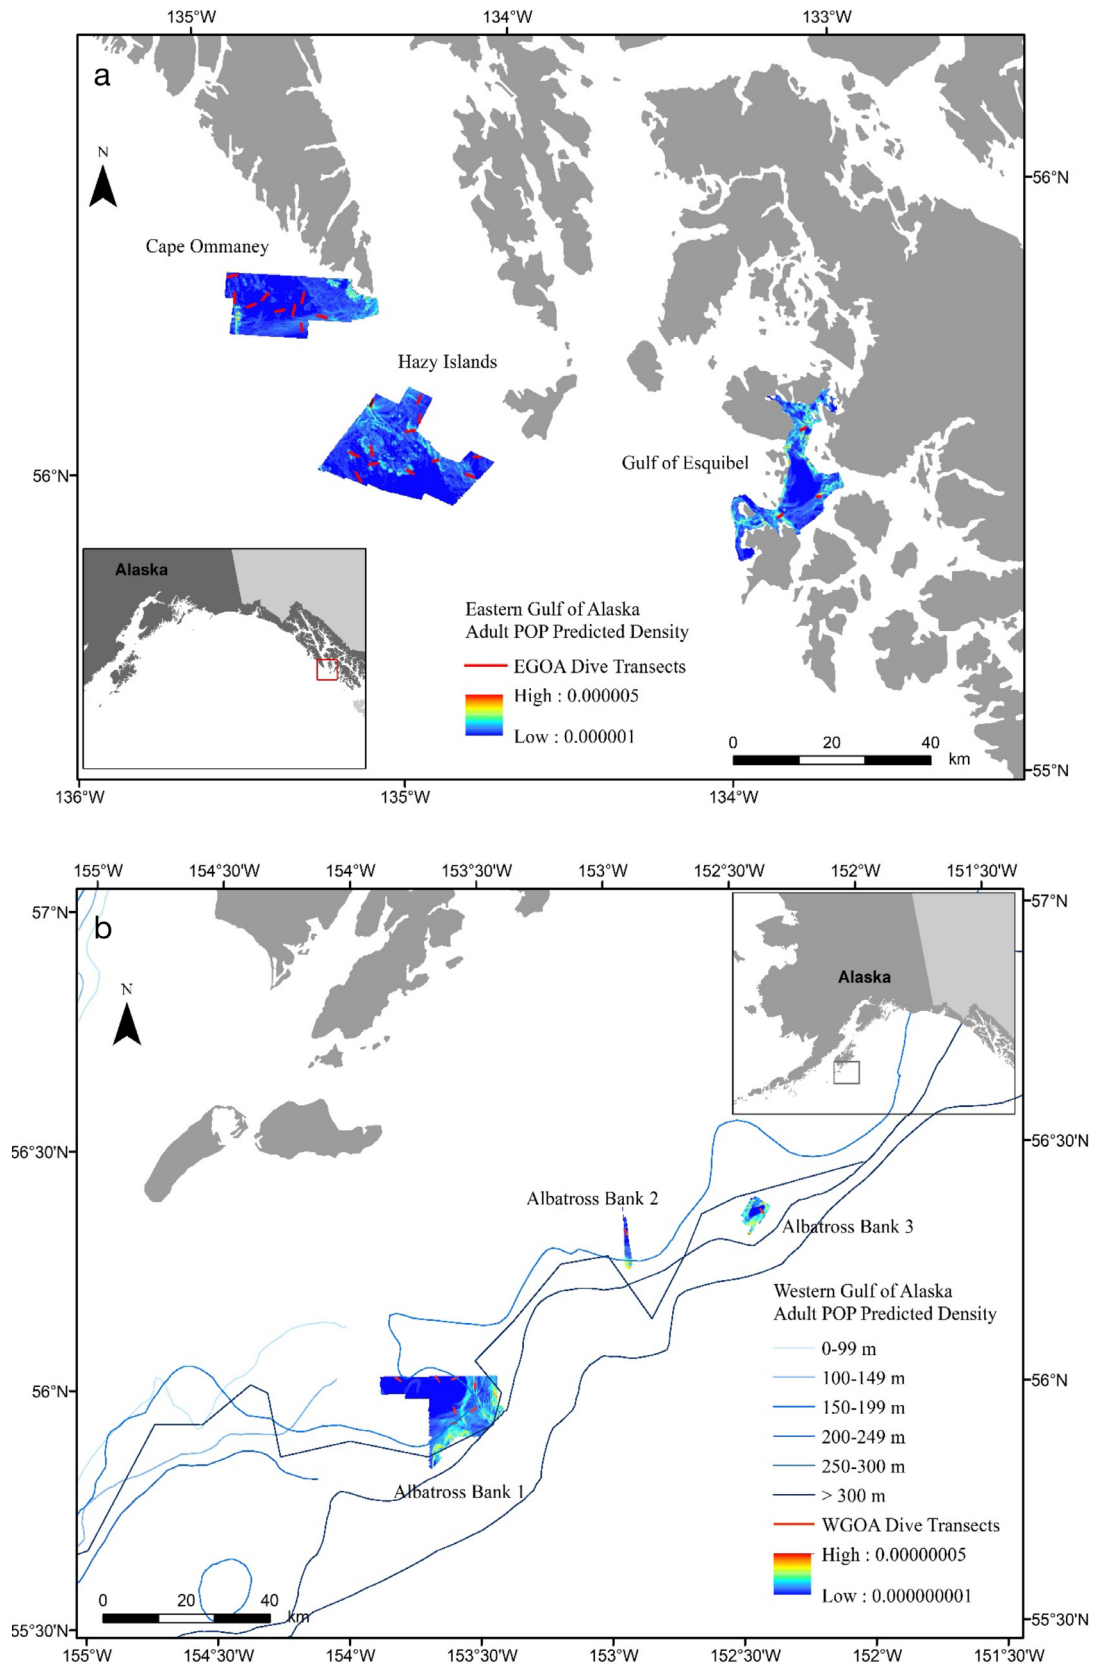 135°W 134°W 133°W
a
N
56°N
Cape Ommaney
Hazy Islands
Gulf of Esquibel
56°N
Alaska
Eastern Gulf of Alaska
Adult POP Predicted Density
EGOA Dive Transects
High : 0.000005
Low : 0.000001
0 20 40
km
55°N
136°W 135°W 134°W
155°W 154°30'W 154°W 153°30'W 153°W 152°30'W 152°W 151°30'W
57°N
57°N
b
N
Alaska
56°30'N
56°30'N
Albatross Bank 2
Albatross Bank 3
Western Gulf of Alaska
Adult POP Predicted Density
0-99 m
100-149 m
150-199 m
200-249 m
250-300 m
> 300 m
WGOA Dive Transects
High : 0.00000005
Low : 0.000000001
56°N
56°N
Albatross Bank 1
0 20 40
km
55°30'N
55°30'N
155°W 154°30'W 154°W 153°30'W 153°W 152°30'W 152°W 151°30'W